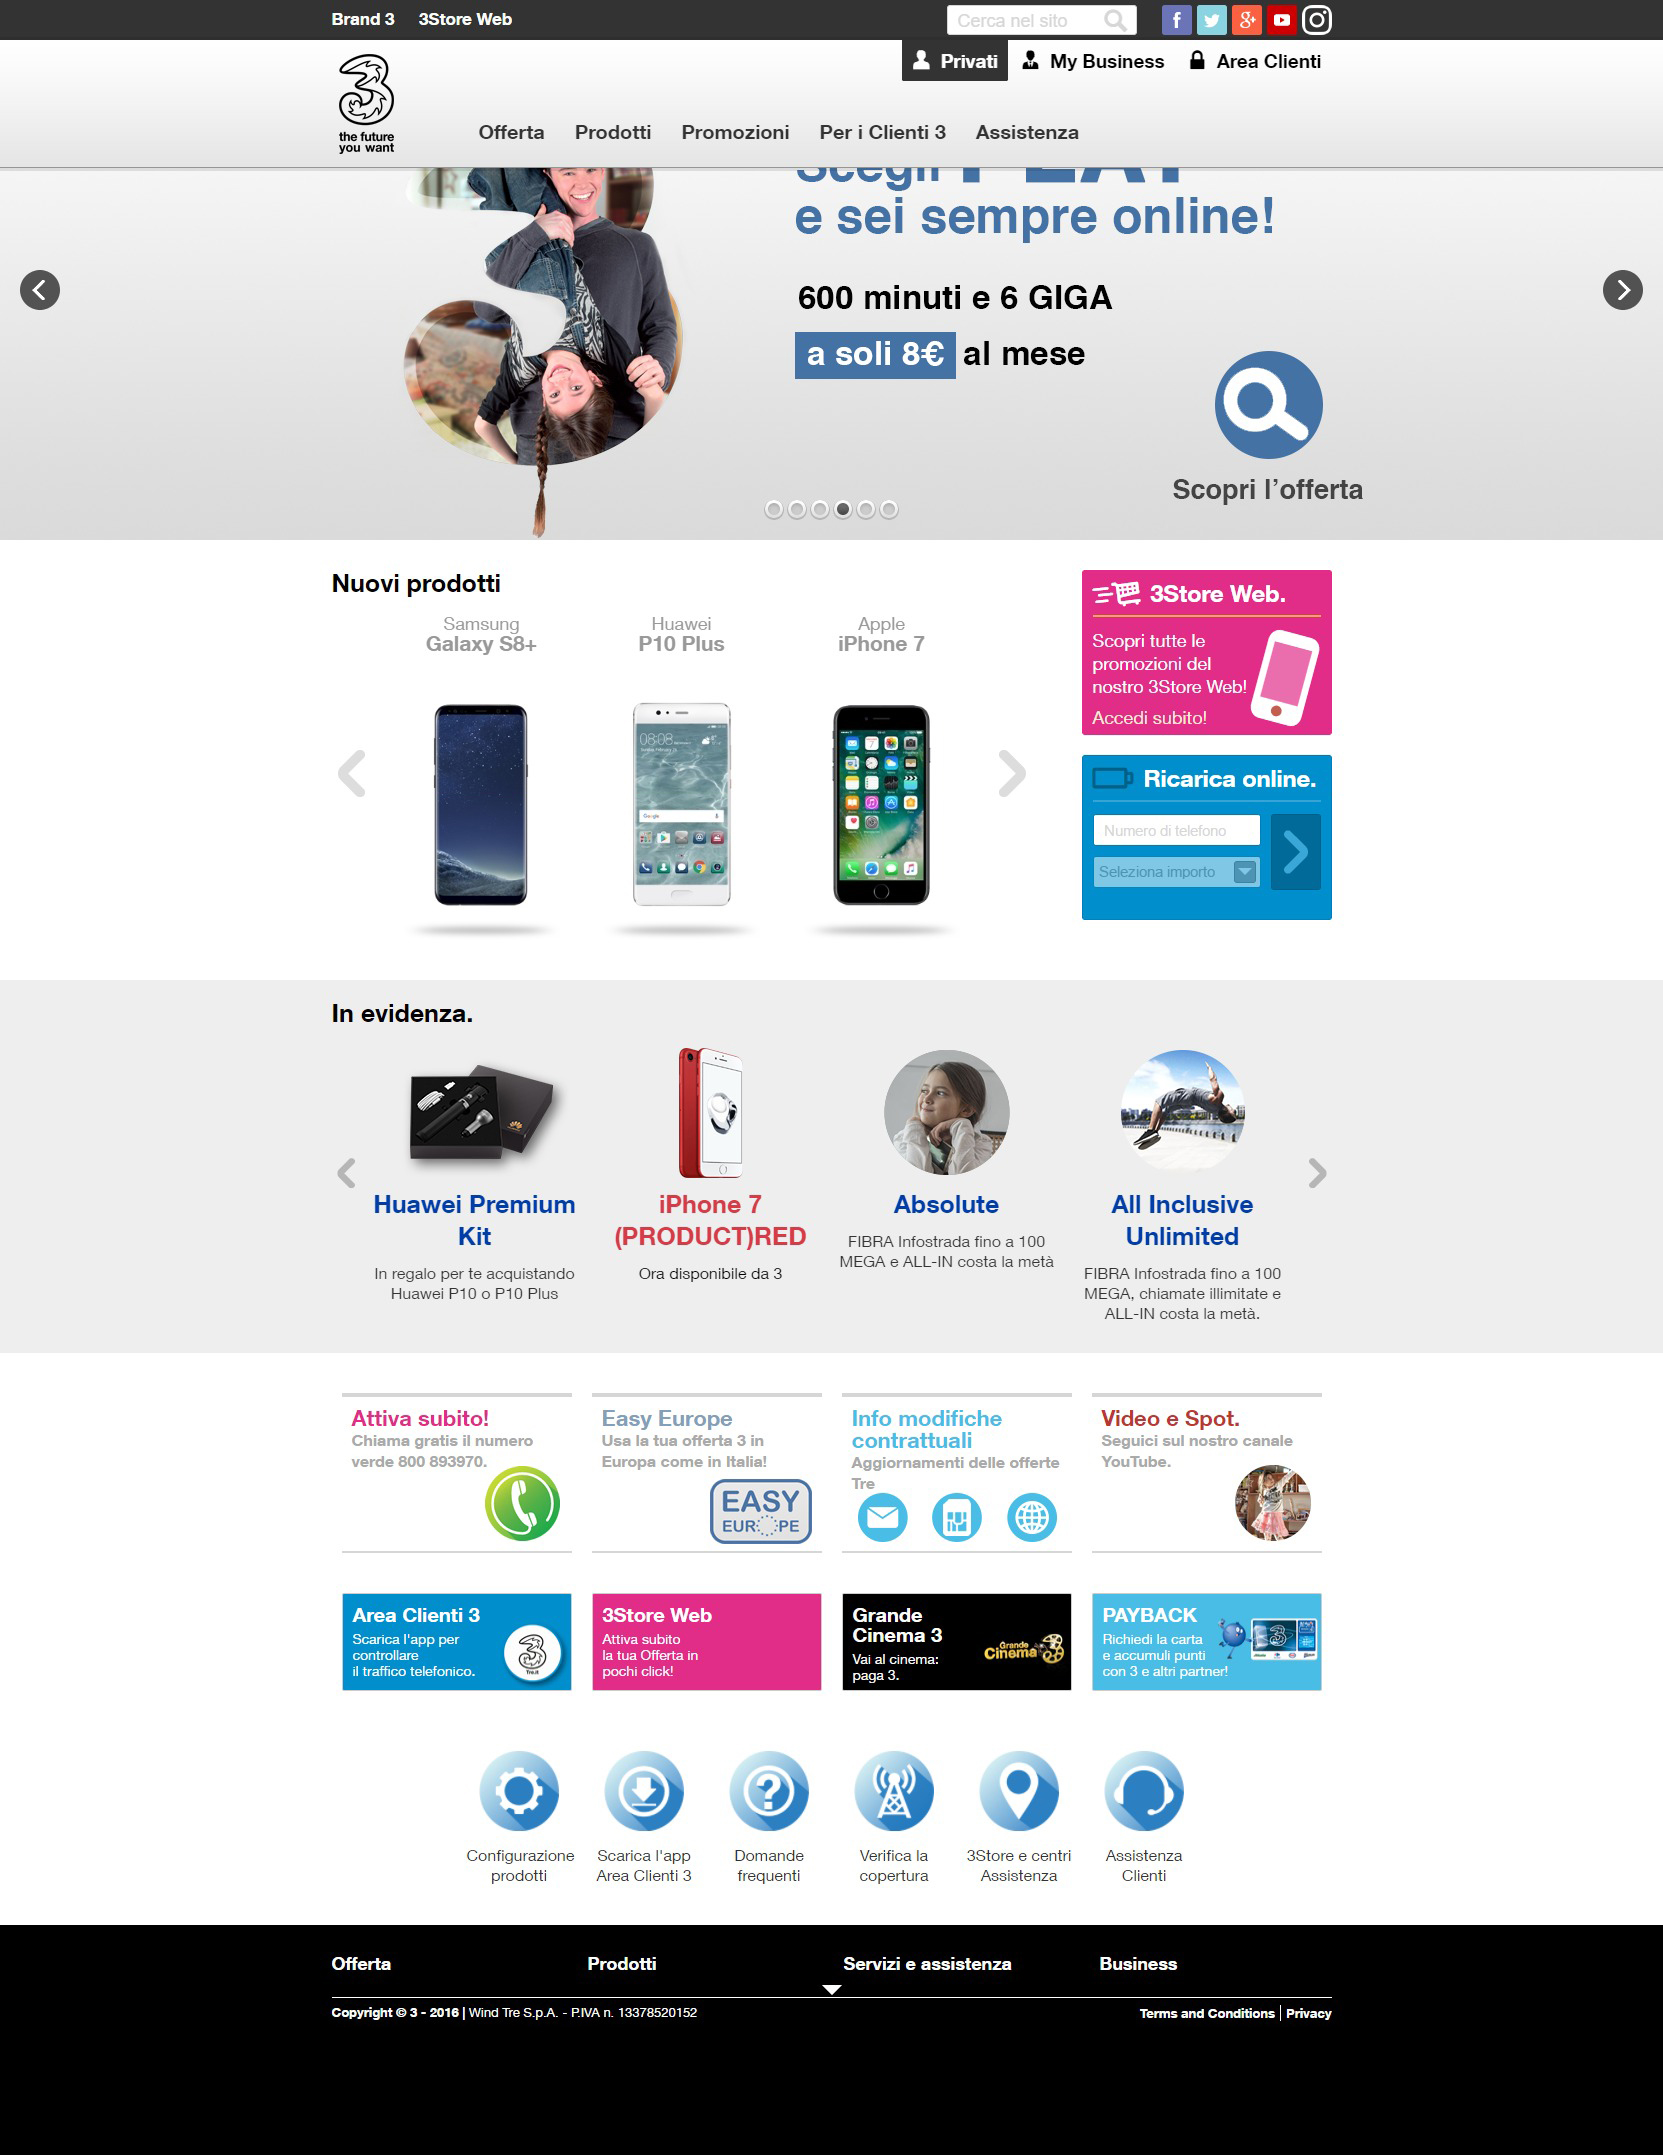 Brand 3 3Store Web Cerca nel sito f g+
Privati My Business Area Clienti
3
the future
you want
Offerta Prodotti Promozioni Per i Clienti 3 Assistenza
Scegli PLAY
e sei sempre online!
600 minuti e 6 GIGA
a soli 8€ al mese
Scopri l'offerta
Nuovi prodotti
Samsung
Galaxy S8+
Huawei
P10 Plus
Apple
iPhone 7
08:08
Google
3Store Web.
Scopri tutte le
promozioni del
nostro 3Store Web!
Accedi subito!
Ricarica online.
Numero di telefono
Seleziona importo
In evidenza.
Huawei Premium
Kit
In regalo per te acquistando
Huawei P10 o P10 Plus
iPhone 7
(PRODUCT)RED
Ora disponibile da 3
Absolute
FIBRA Infostrada fino a 100
MEGA e ALL-IN costa la metà
All Inclusive
Unlimited
FIBRA Infostrada fino a 100
MEGA, chiamate illimitate e
ALL-IN costa la metà.
Attiva subito!
Chiama gratis il numero
verde 800 893970.
Easy Europe
Usa la tua offerta 3 in
Europa come in Italia!
EASY
EUROPE
Info modifiche
contrattuali
Aggiornamenti delle offerte
Tre
Video e Spot.
Seguici sul nostro canale
YouTube.
Area Clienti 3
Scarica l'app per
controllare
il traffico telefonico.
3
Tre.it
3Store Web
Attiva subito
la tua Offerta in
pochi click!
Grande
Cinema 3
Vai al cinema:
paga 3.
Grande
Cinema 3
PAYBACK
Richiedi la carta
e accumuli punti
con 3 e altri partner!
3
Configurazione
prodotti
Scarica l'app
Area Clienti 3
Domande
frequenti
Verifica la
copertura
3Store e centri
Assistenza
Assistenza
Clienti
Offerta Prodotti Servizi e assistenza Business
Copyright © 3 - 2016 | Wind Tre S.p.A. - P.IVA n. 13378520152 Terms and Conditions | Privacy